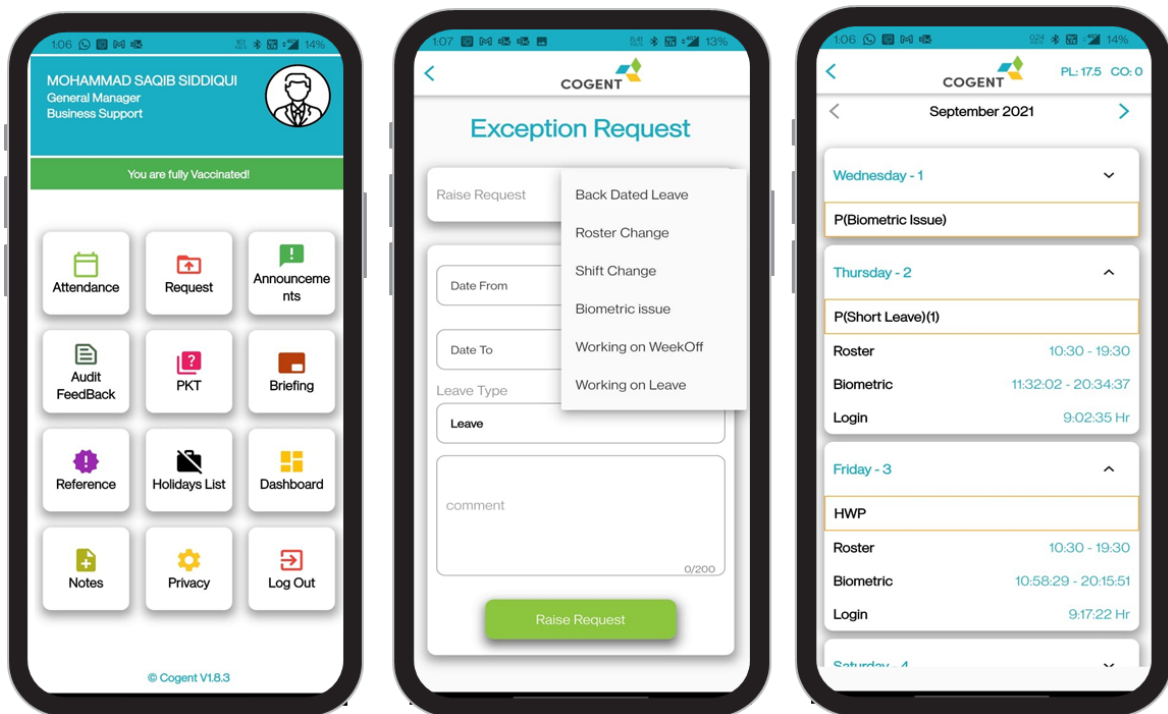 1:06
14%
MOHAMMAD SAQIB SIDDIQUI
General Manager
Business Support
You are fully Vaccinated!
Attendance
Request
Announceme
nts
Audit
FeedBack
PKT
Briefing
Reference
Holidays List
Dashboard
Notes
Privacy
Log Out
© Cogent V1.8.3
1:07
13%
COGENT
Exception Request
Raise Request
Back Dated Leave
Roster Change
Shift Change
Biometric issue
Working on WeekOff
Working on Leave
Date From
Date To
Leave Type
Leave
comment
0/200
Raise Request
1:06
14%
COGENT
PL: 17.5 CO: 0
September 2021
Wednesday - 1
P(Biometric Issue)
Thursday - 2
P(Short Leave)(1)
Roster 10:30 - 19:30
Biometric 11:32:02 - 20:34:37
Login 9:02:35 Hr
Friday - 3
HWP
Roster 10:30 - 19:30
Biometric 10:58:29 - 20:15:51
Login 9:17:22 Hr
Saturday - 4